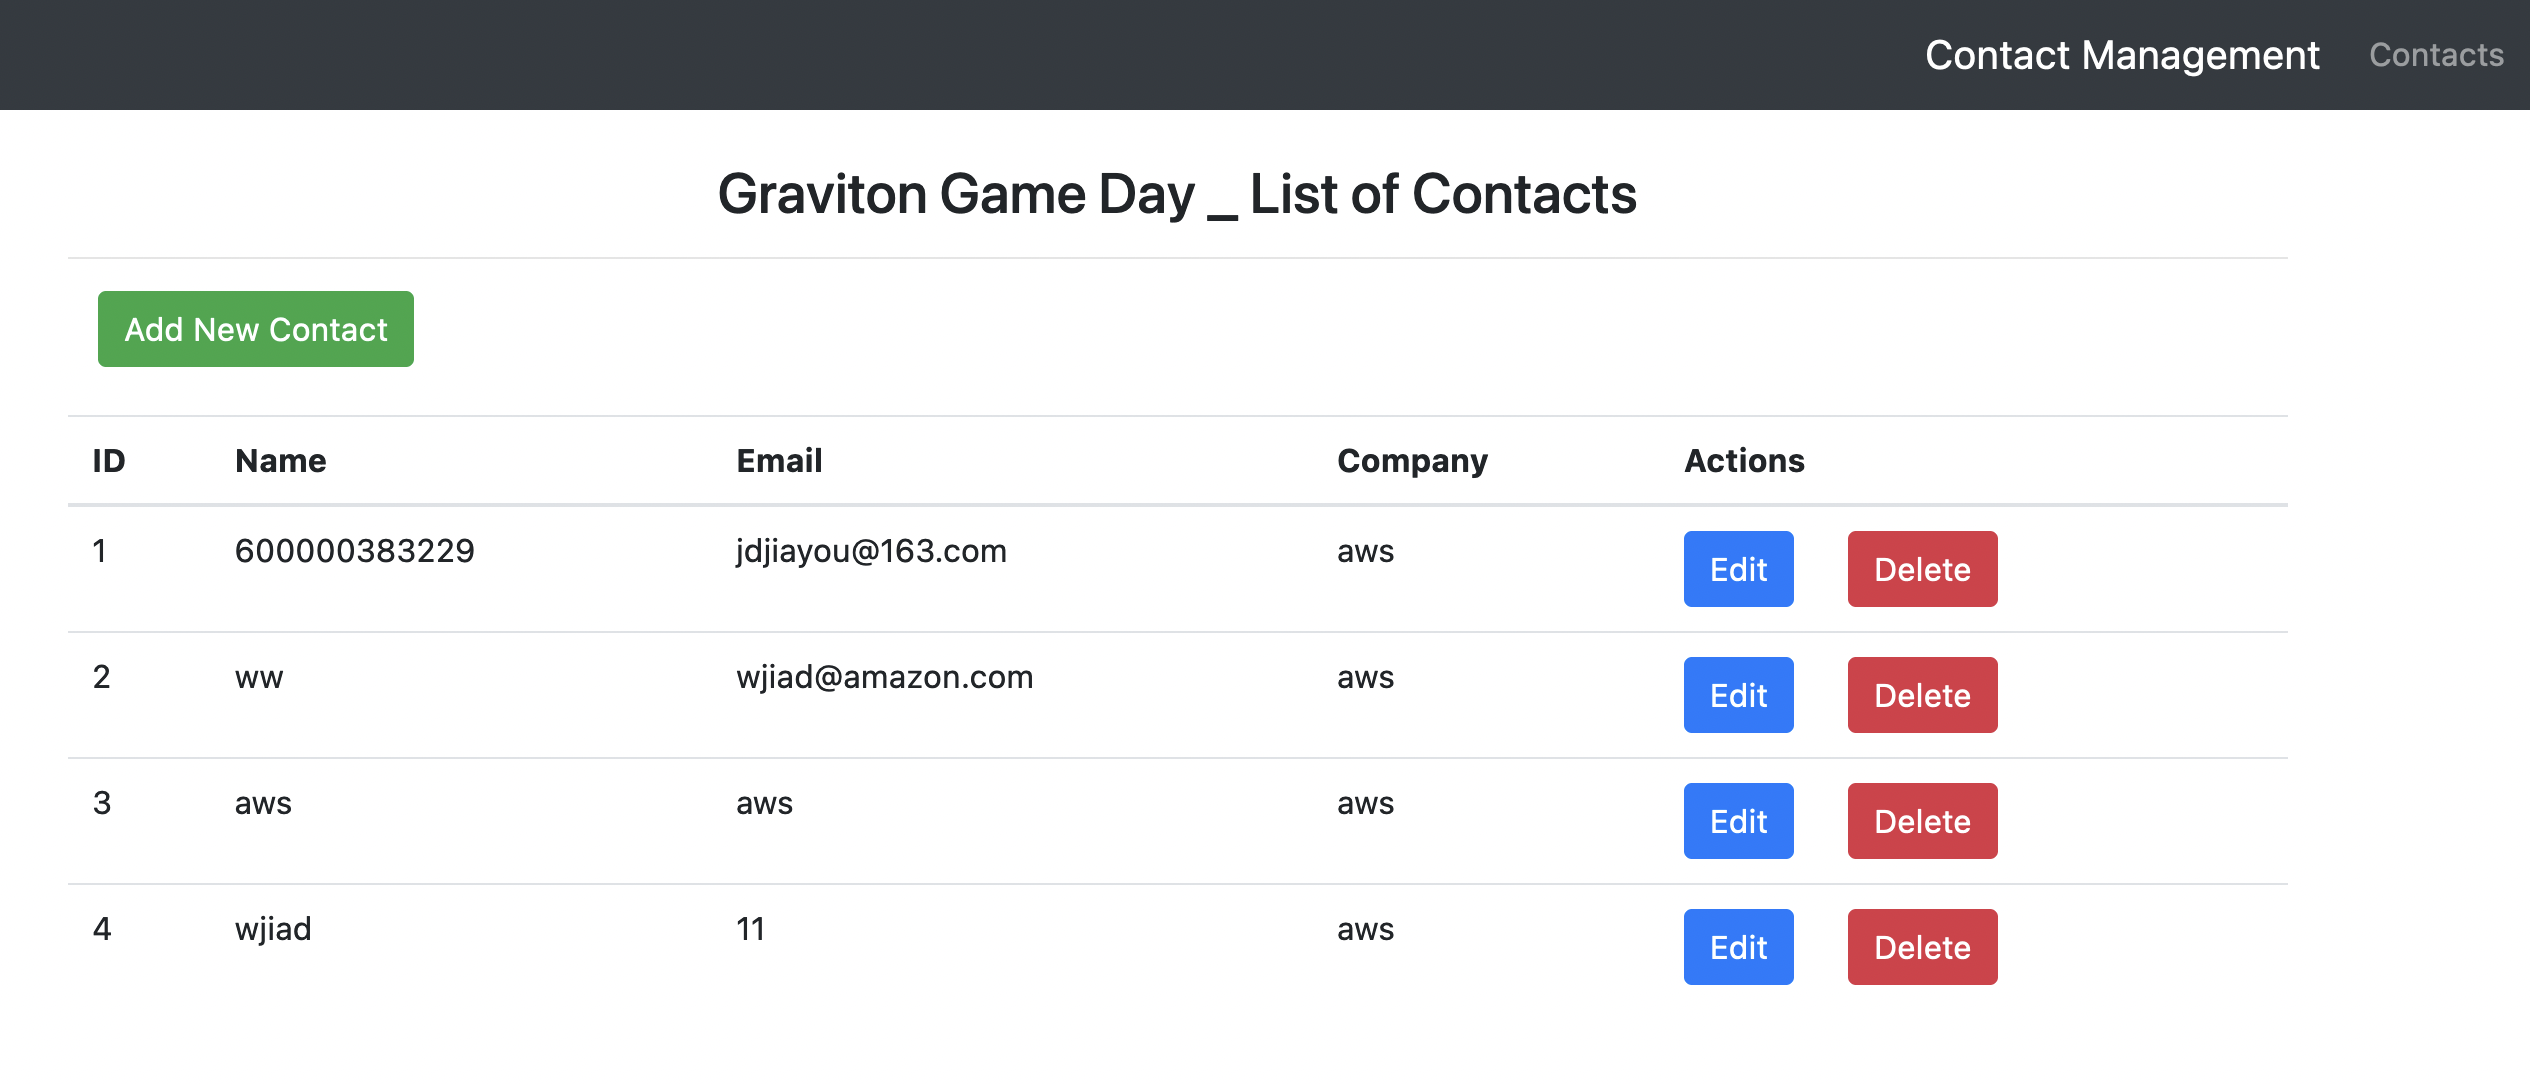 Contact Management Contacts
Graviton Game Day _ List of Contacts
Add New Contact
ID Name Email Company Actions
1 600000383229 jdjiayou@163.com aws Edit Delete
2 ww wjiad@amazon.com aws Edit Delete
3 aws aws aws Edit Delete
4 wjiad 11 aws Edit Delete